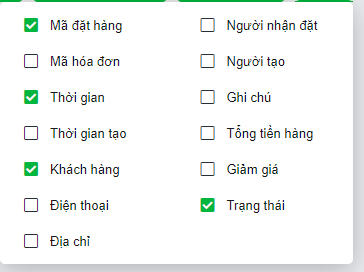 Mã đặt hàng
Mã hóa đơn
Thời gian
Thời gian tạo
Khách hàng
Điện thoại
Địa chỉ
Người nhận đặt
Người tạo
Ghi chú
Tổng tiền hàng
Giảm giá
Trạng thái